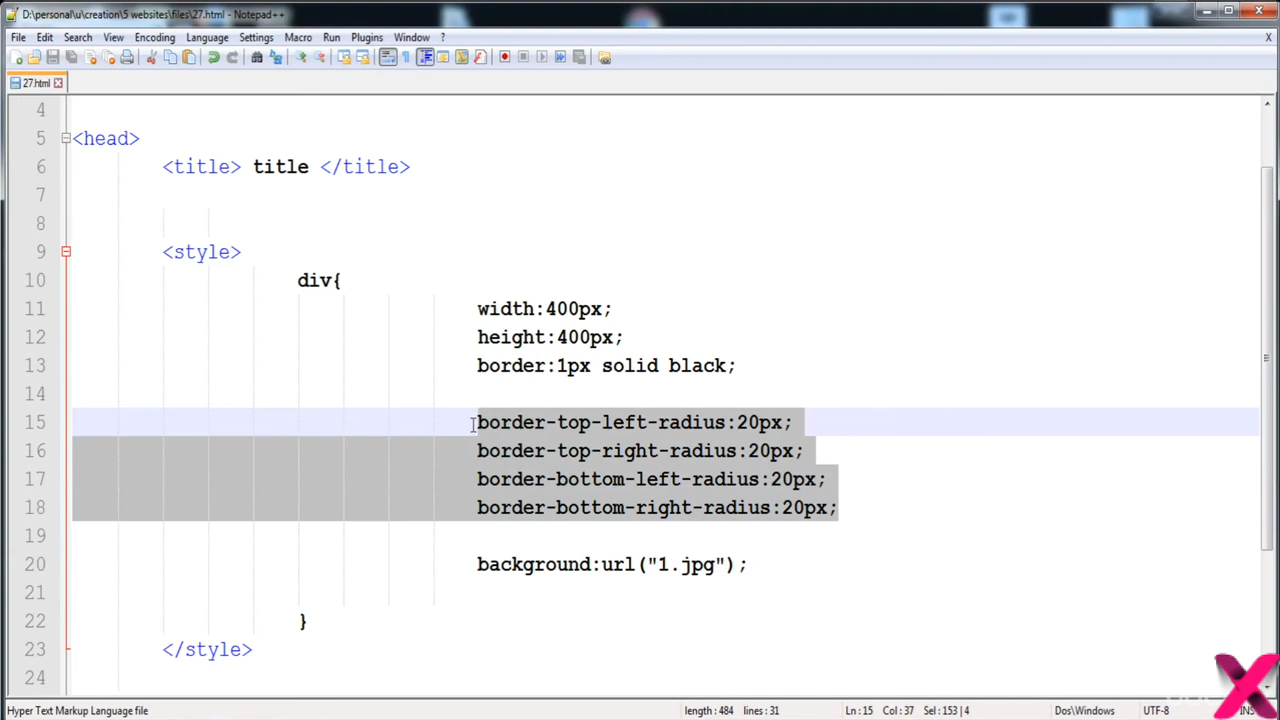 D:\personal\u\creation\5 websites\files\27.html - Notepad++
File Edit Search View Encoding Language Settings Macro Run Plugins Window ? X
27.html
4
5 <head>
6 <title> title </title>
7
8
9 <style>
10 div{
11 width:400px;
12 height:400px;
13 border:1px solid black;
14
15 border-top-left-radius:20px;
16 border-top-right-radius:20px;
17 border-bottom-left-radius:20px;
18 border-bottom-right-radius:20px;
19
20 background:url("1.jpg");
21
22 }
23 </style>
24
Hyper Text Markup Language file length : 484 lines : 31 Ln : 15 Col : 37 Sel : 153 | 4 Dos\Windows UTF-8 INS